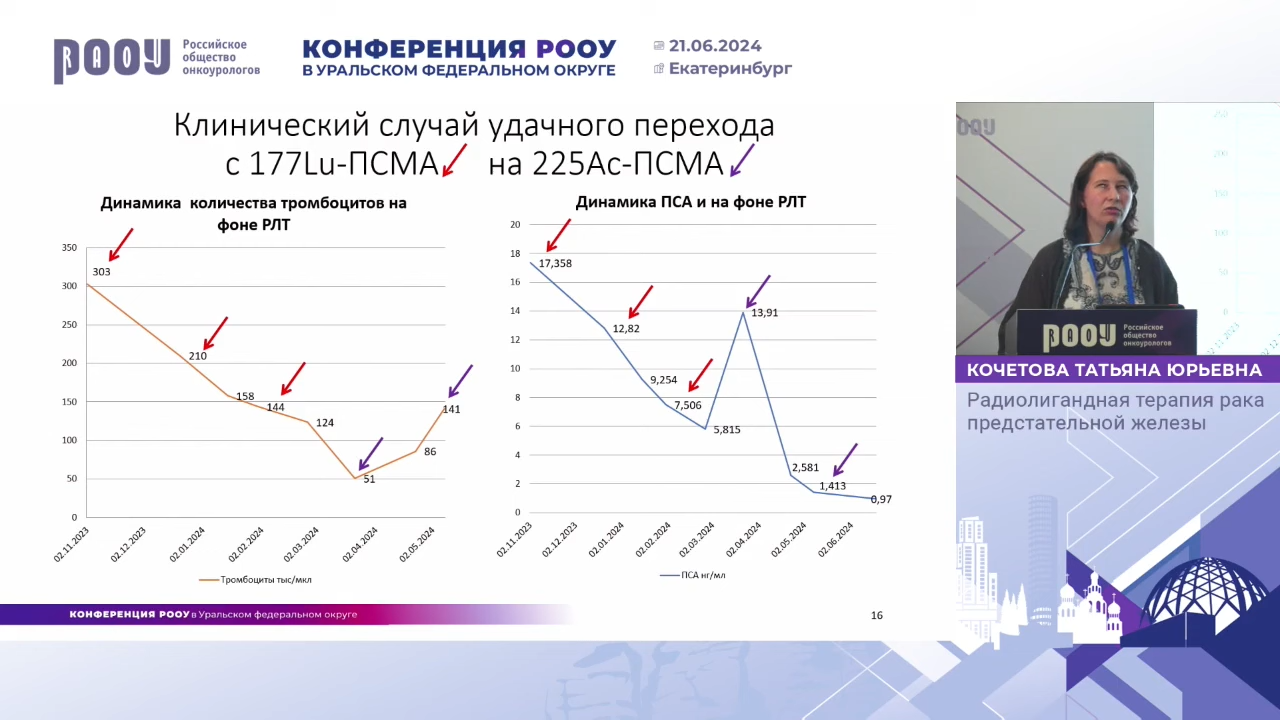 РООУ
Российское
общество
онкоурологов
КОНФЕРЕНЦИЯ РООУ
В УРАЛЬСКОМ ФЕДЕРАЛЬНОМ ОКРУГЕ
21.06.2024
Екатеринбург
Клинический случай удачного перехода
с 177Lu-ПСМА на 225Ac-ПСМА
Динамика количества тромбоцитов на
фоне РЛТ
350
300
250
200
150
100
50
0
303
210
158
144
124
51
86
141
02.11.2023
02.12.2023
02.01.2024
02.02.2024
02.03.2024
02.04.2024
02.05.2024
Тромбоциты тыс/мкл
Динамика ПСА и на фоне РЛТ
20
18
16
14
12
10
8
6
4
2
0
17,358
12,82
9,254
7,506
5,815
13,91
2,581
1,413
0,97
02.11.2023
02.12.2023
02.01.2024
02.02.2024
02.03.2024
02.04.2024
02.05.2024
02.06.2024
ПСА нг/мл
КОНФЕРЕНЦИЯ РООУ в Уральском федеральном округе
16
РООУ
Российское
общество
онкоурологов
КОЧЕТОВА ТАТЬЯНА ЮРЬЕВНА
Радиолигандная терапия рака
предстательной железы